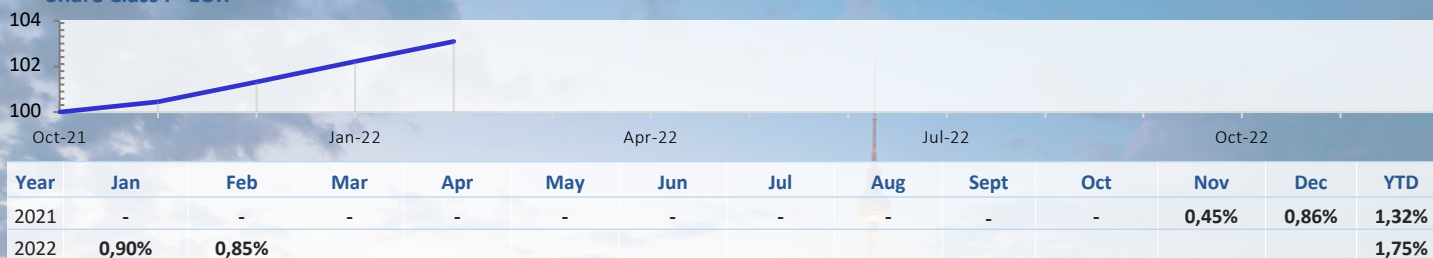 104
102
100
Oct-21 Jan-22 Apr-22 Jul-22 Oct-22
Year Jan Feb Mar Apr May Jun Jul Aug Sept Oct Nov Dec YTD
2021 - - - - - - - - - - 0,45% 0,86% 1,32%
2022 0,90% 0,85% 1,75%